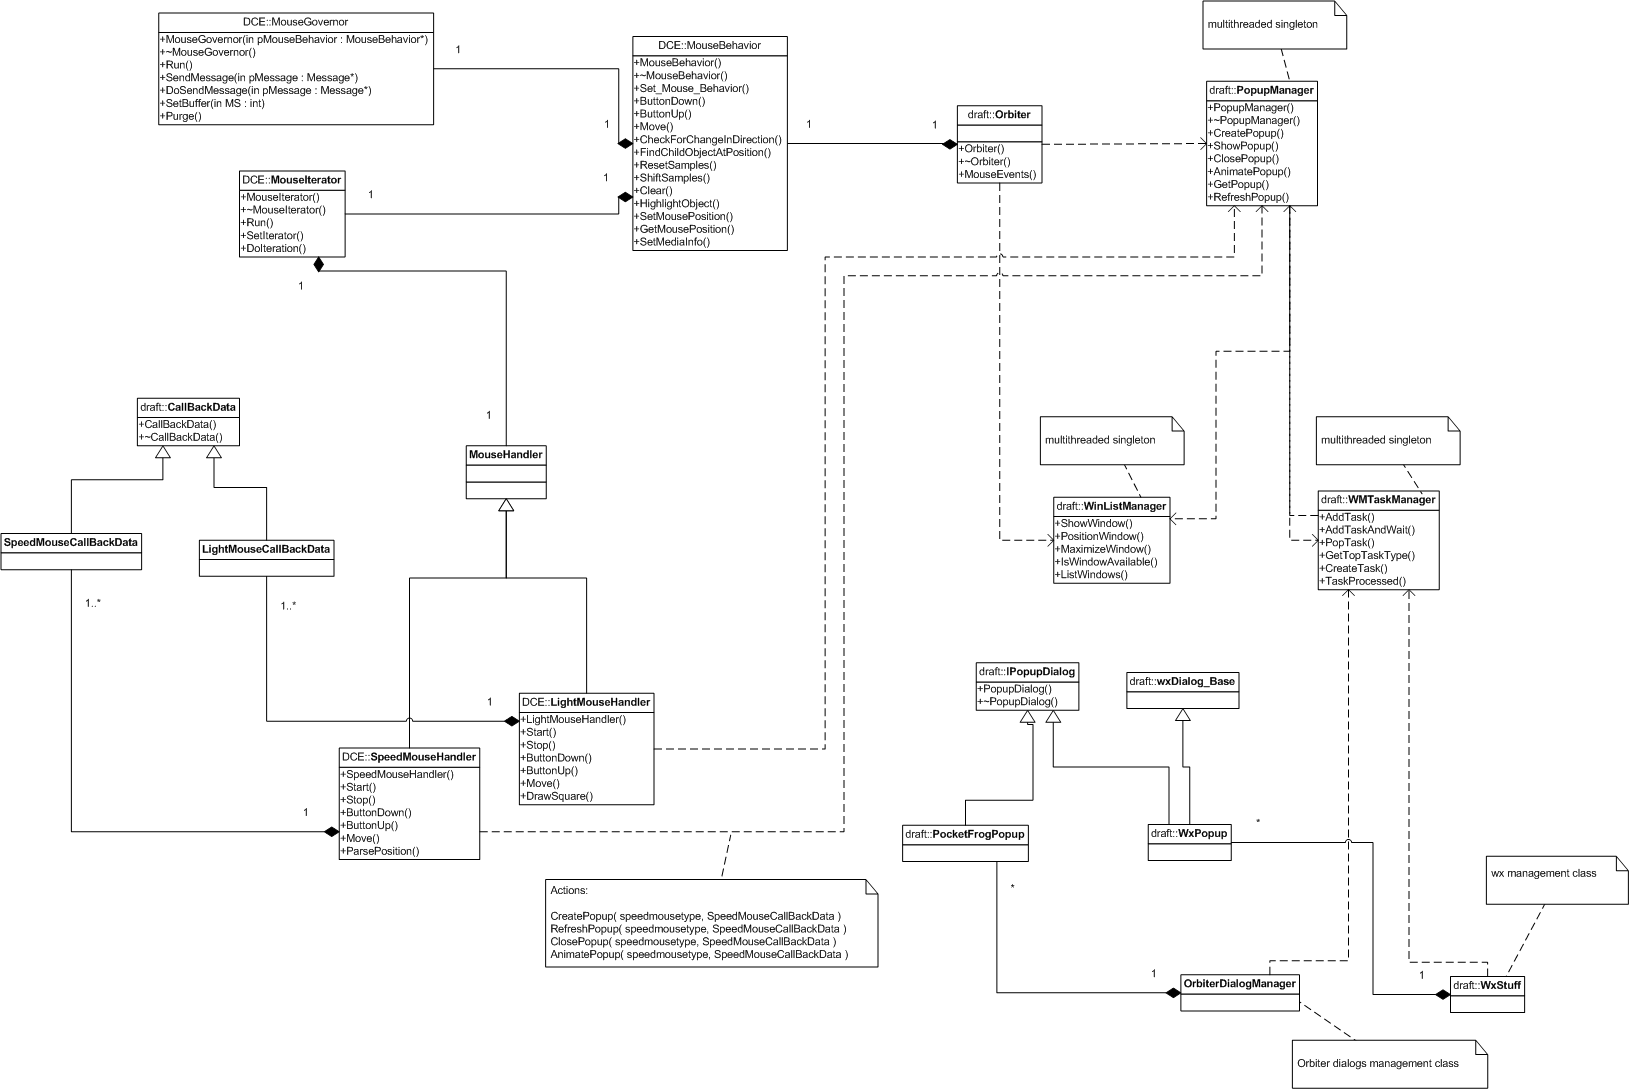 DCE::MouseGovernor
+MouseGovernor(in pMouseBehavior : MouseBehavior*)
+~MouseGovernor()
+Run()
+SendMessage(in pMessage : Message*)
+DoSendMessage(in pMessage : Message*)
+SetBuffer(in MS : int)
+Purge()
1
1
DCE::MouseBehavior
+MouseBehavior()
+~MouseBehavior()
+Set_Mouse_Behavior()
+ButtonDown()
+ButtonUp()
+Move()
+CheckForChangeInDirection()
+FindChildObjectAtPosition()
+ResetSamples()
+ShiftSamples()
+Clear()
+HighlightObject()
+SetMousePosition()
+GetMousePosition()
+SetMediaInfo()
1
1
draft::Orbiter
+Orbiter()
+~Orbiter()
+MouseEvents()
multithreaded singleton
draft::PopupManager
+PopupManager()
+~PopupManager()
+CreatePopup()
+ShowPopup()
+ClosePopup()
+AnimatePopup()
+GetPopup()
+RefreshPopup()
DCE::MouseIterator
+MouseIterator()
+~MouseIterator()
+Run()
+SetIterator()
+DoIteration()
1
1
1
1
MouseHandler
draft::CallBackData
+CallBackData()
+~CallBackData()
SpeedMouseCallBackData
LightMouseCallBackData
1..*
1..*
multithreaded singleton
draft::WinListManager
+ShowWindow()
+PositionWindow()
+MaximizeWindow()
+IsWindowAvailable()
+ListWindows()
multithreaded singleton
draft::WMTaskManager
+AddTask()
+AddTaskAndWait()
+PopTask()
+GetTopTaskType()
+CreateTask()
+TaskProcessed()
1
DCE::LightMouseHandler
+LightMouseHandler()
+Start()
+Stop()
+ButtonDown()
+ButtonUp()
+Move()
+DrawSquare()
1
DCE::SpeedMouseHandler
+SpeedMouseHandler()
+Start()
+Stop()
+ButtonDown()
+ButtonUp()
+Move()
+ParsePosition()
Actions:
CreatePopup( speedmousetype, SpeedMouseCallBackData )
RefreshPopup( speedmousetype, SpeedMouseCallBackData )
ClosePopup( speedmousetype, SpeedMouseCallBackData )
AnimatePopup( speedmousetype, SpeedMouseCallBackData )
draft::IPopupDialog
+PopupDialog()
+~PopupDialog()
draft::wxDialog_Base
draft::PocketFrogPopup
draft::WxPopup
*
*
wx management class
1
OrbiterDialogManager
1
draft::WxStuff
Orbiter dialogs management class